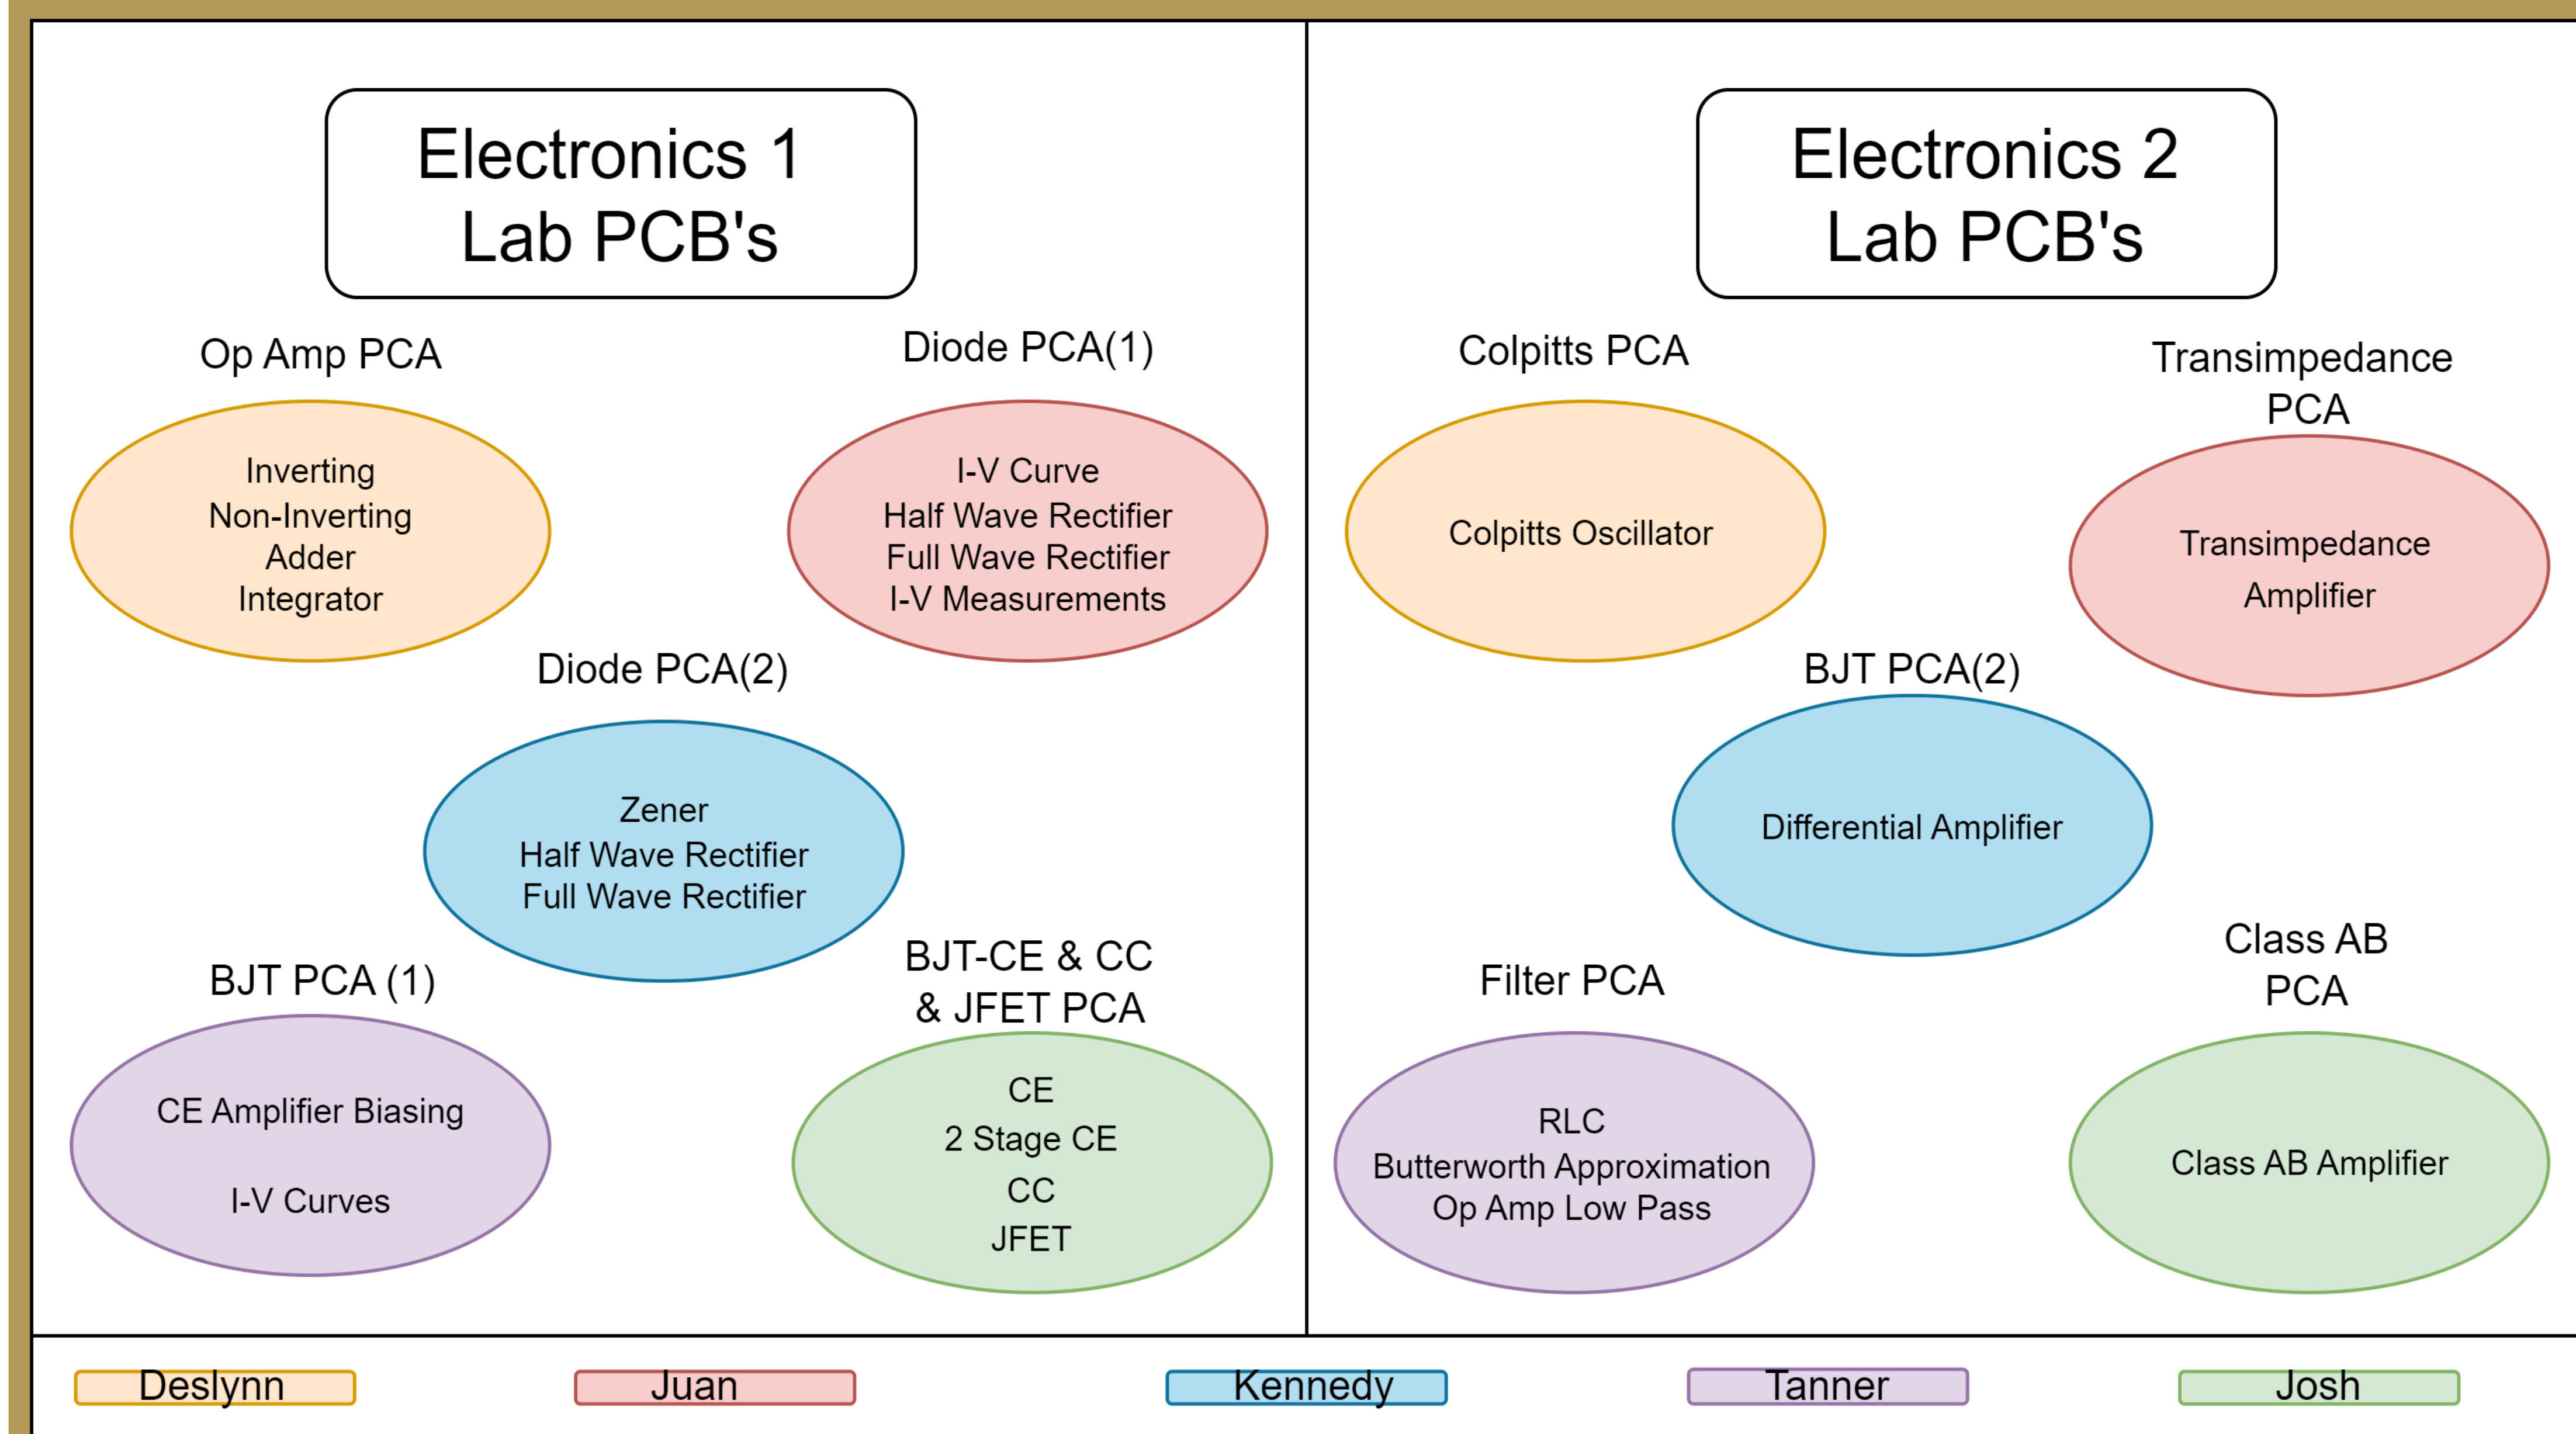 Electronics 1
Lab PCB's
Op Amp PCA
Inverting
Non-Inverting
Adder
Integrator
Diode PCA(1)
I-V Curve
Half Wave Rectifier
Full Wave Rectifier
I-V Measurements
Diode PCA(2)
Zener
Half Wave Rectifier
Full Wave Rectifier
BJT PCA (1)
CE Amplifier Biasing
I-V Curves
BJT-CE & CC
& JFET PCA
CE
2 Stage CE
CC
JFET
Electronics 2
Lab PCB's
Colpitts PCA
Colpitts Oscillator
Transimpedance
PCA
Transimpedance
Amplifier
BJT PCA(2)
Differential Amplifier
Filter PCA
RLC
Butterworth Approximation
Op Amp Low Pass
Class AB
PCA
Class AB Amplifier
Deslynn
Juan
Kennedy
Tanner
Josh